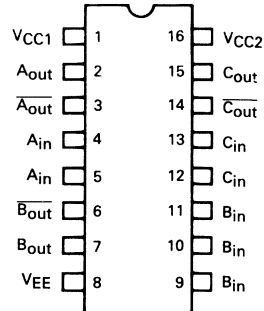 VCC1 1 16 VCC2
Aout 2 15 Cout
Aout 3 14 Cout
Ain 4 13 Cin
Ain 5 12 Cin
Bout 6 11 Bin
Bout 7 10 Bin
VEE 8 9 Bin